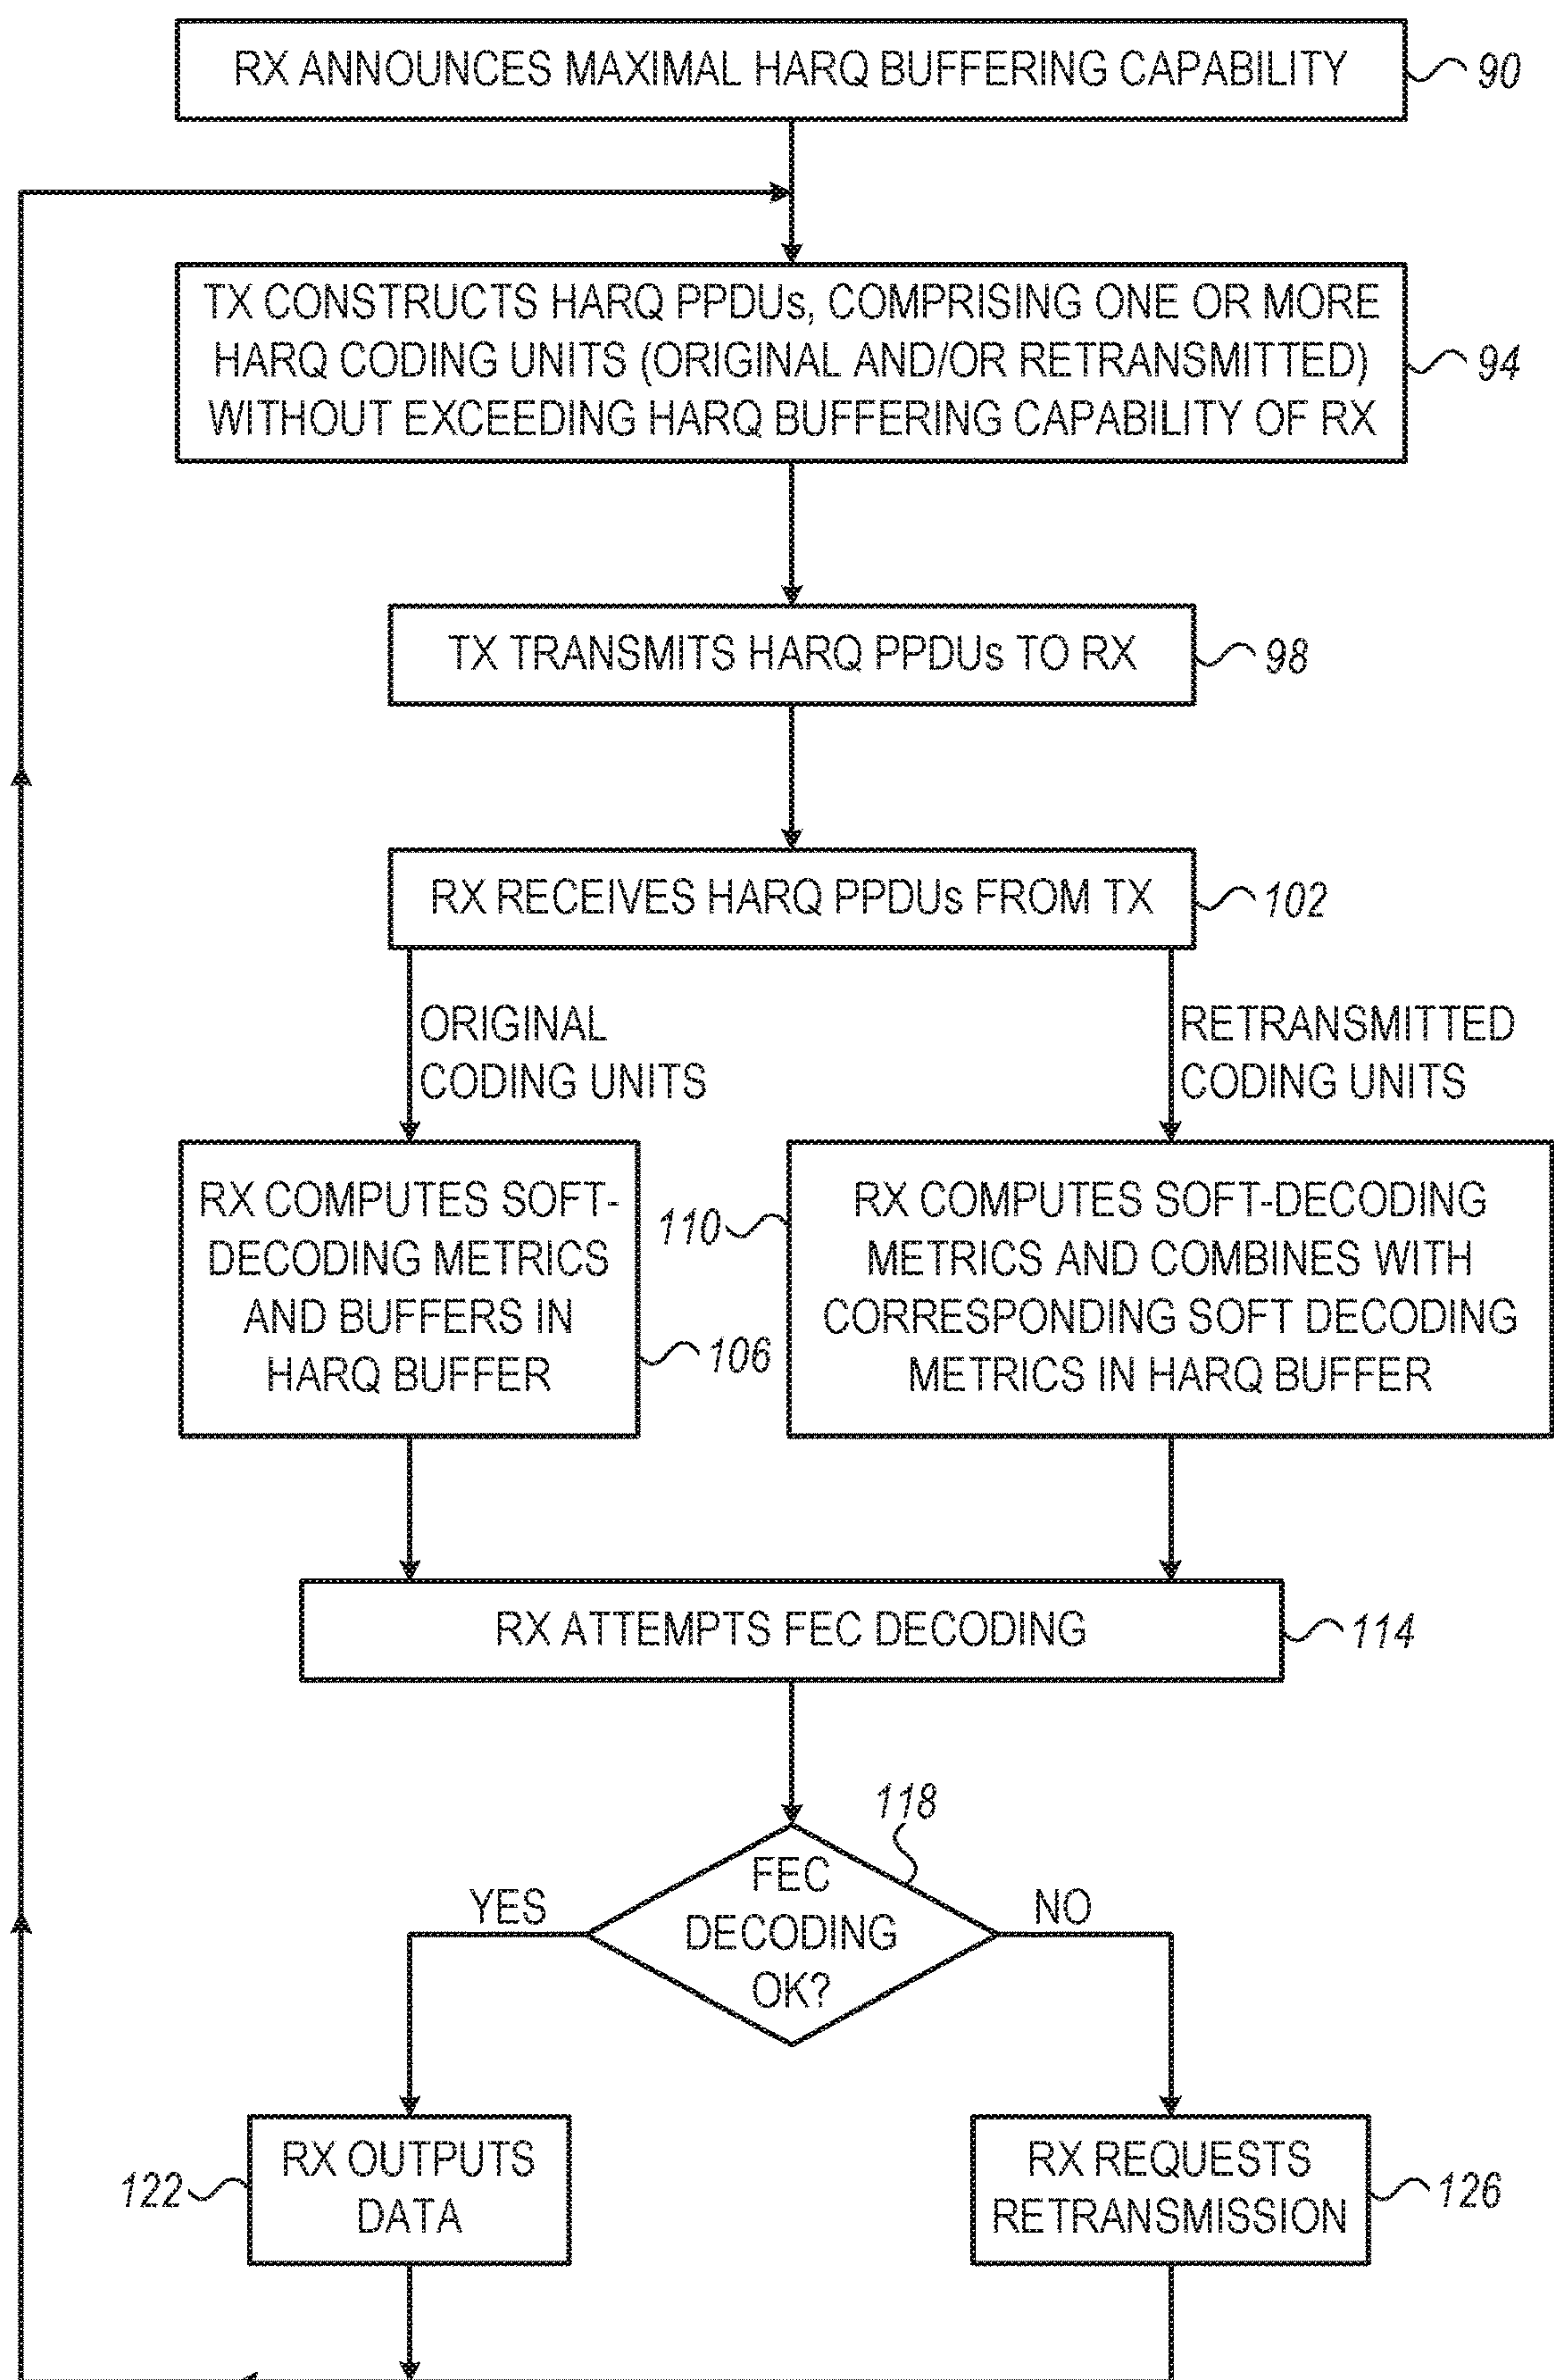 RX ANNOUNCES MAXIMAL HARQ BUFFERING CAPABILITY
90
TX CONSTRUCTS HARQ PPDUs, COMPRISING ONE OR MORE
HARQ CODING UNITS (ORIGINAL AND/OR RETRANSMITTED)
WITHOUT EXCEEDING HARQ BUFFERING CAPABILITY OF RX
94
TX TRANSMITS HARQ PPDUs TO RX
98
RX RECEIVES HARQ PPDUs FROM TX
102
ORIGINAL
CODING UNITS
RETRANSMITTED
CODING UNITS
RX COMPUTES SOFT-
DECODING METRICS
AND BUFFERS IN
HARQ BUFFER
106
110
RX COMPUTES SOFT-DECODING
METRICS AND COMBINES WITH
CORRESPONDING SOFT DECODING
METRICS IN HARQ BUFFER
RX ATTEMPTS FEC DECODING
114
118
FEC
DECODING
OK?
YES
NO
RX OUTPUTS
DATA
122
RX REQUESTS
RETRANSMISSION
126